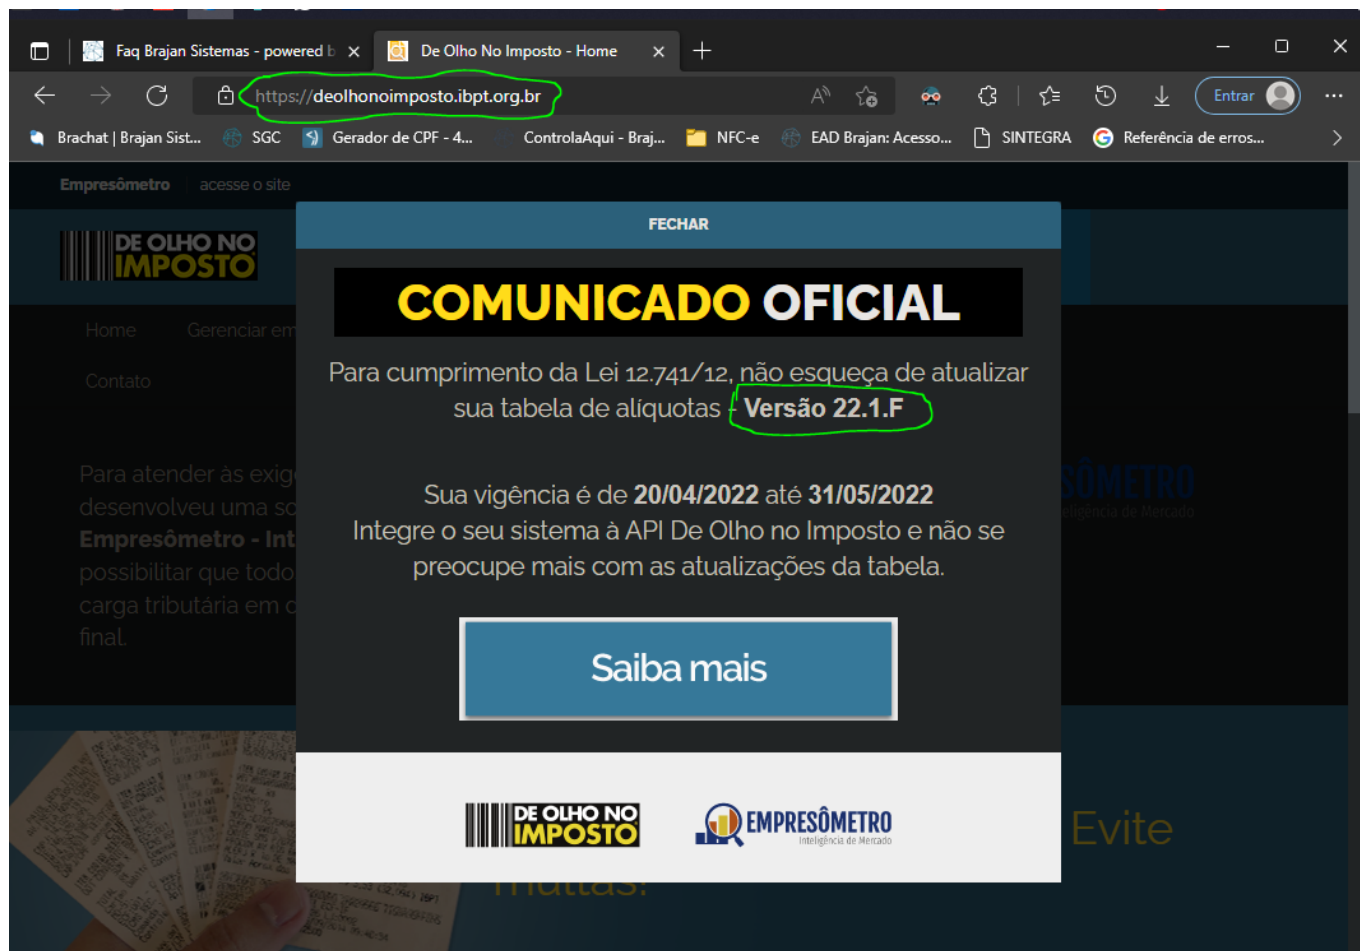 Faq Brajan Sistemas - powered b
De Olho No Imposto - Home
https://deolhonoimposto.ibpt.org.br
Entrar
Brachat | Brajan Sist...
SGC
Gerador de CPF - 4...
ControlaAqui - Braj...
NFC-e
EAD Brajan: Acesso...
SINTEGRA
Referência de erros...
Empresômetro
acesse o site
DE OLHO NO
IMPOSTO
Home
Gerenciar em
Contato
FECHAR
COMUNICADO OFICIAL
Para cumprimento da Lei 12.741/12, não esqueça de atualizar
sua tabela de alíquotas - Versão 22.1.F
Sua vigência é de 20/04/2022 até 31/05/2022
Integre o seu sistema à API De Olho no Imposto e não se
preocupe mais com as atualizações da tabela.
Saiba mais
DE OLHO NO
IMPOSTO
EMPRESÔMETRO
Inteligência de Mercado
Para atender às exig
desenvolveu uma so
Empresômetro - Int
possibilitar que todo
carga tributária em d
final.
SÔMETRO
eligência de Mercado
Evite
multas!